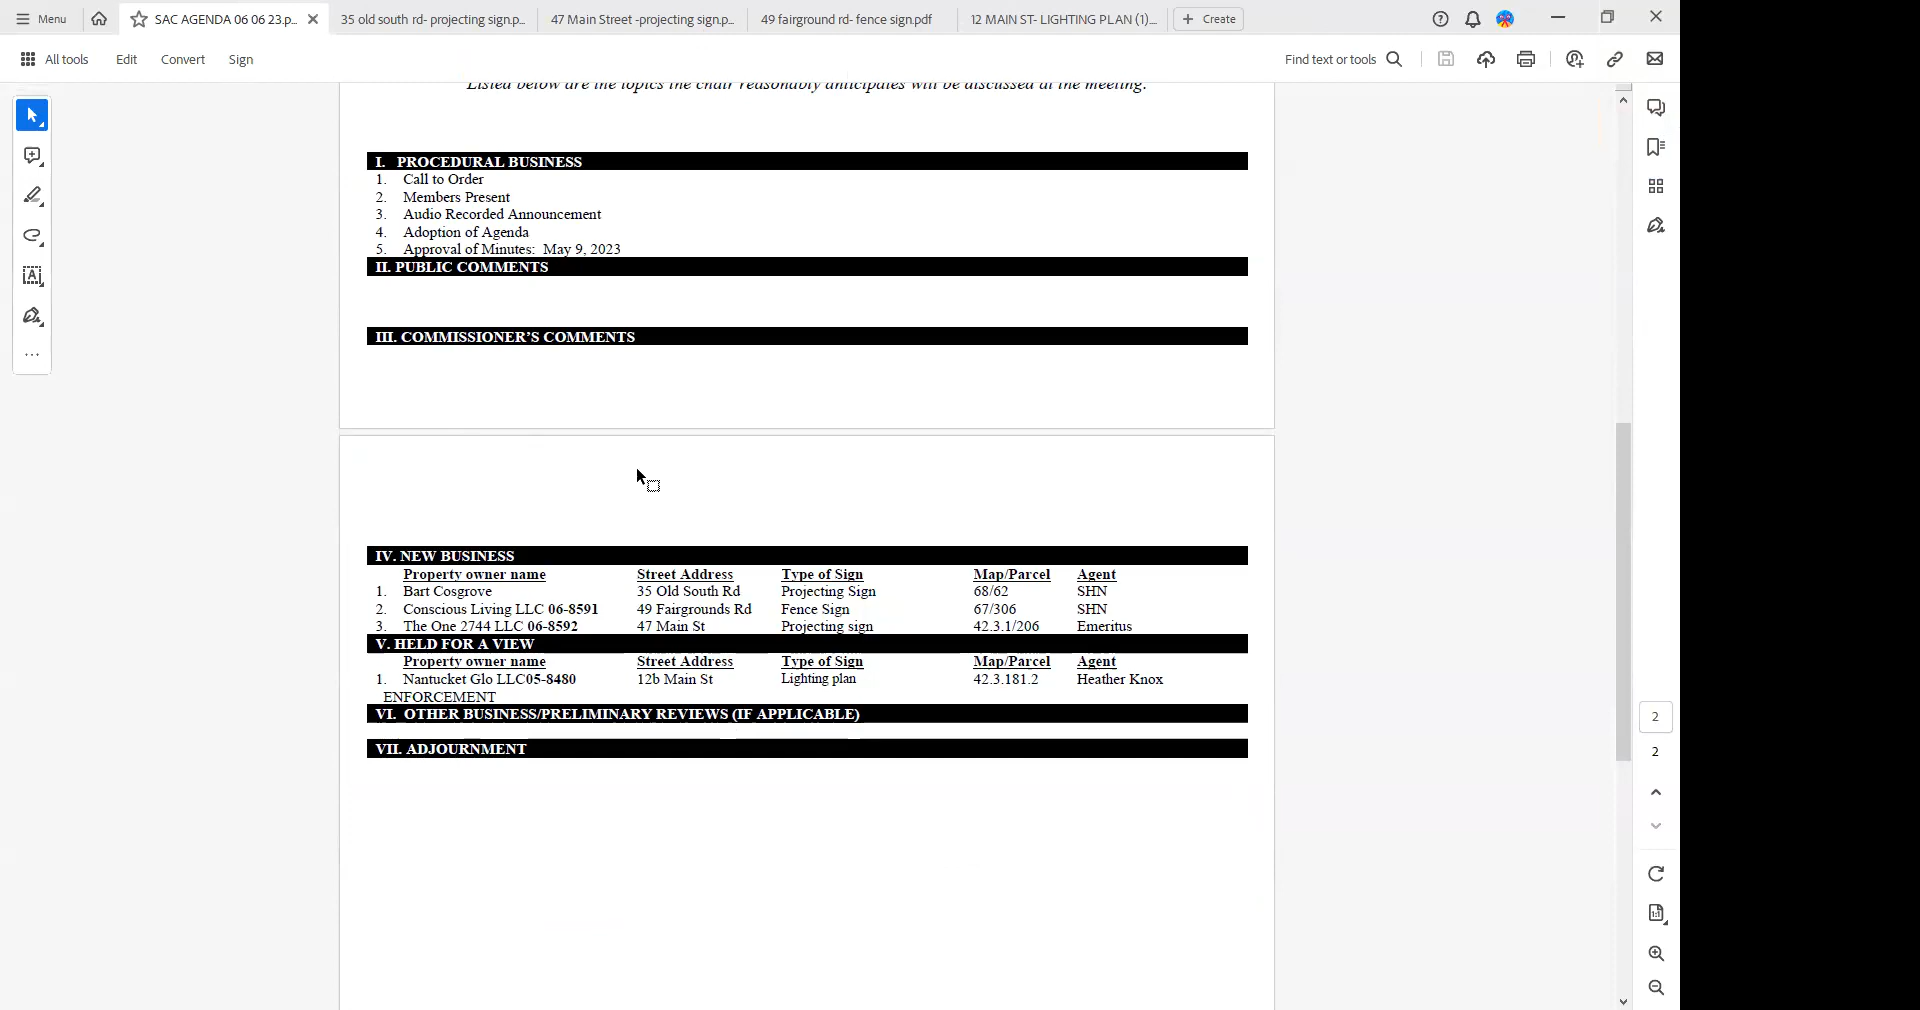 Menu
SAC AGENDA 06 06 23.p...
35 old south rd- projecting sign.p...
47 Main Street -projecting sign.p...
49 fairground rd- fence sign.pdf
12 MAIN ST- LIGHTING PLAN (1)....
+ Create
All tools
Edit
Convert
Sign
Find text or tools
Listed below are the topics the chair reasonably anticipates will be discussed at the meeting.
I. PROCEDURAL BUSINESS
1. Call to Order
2. Members Present
3. Audio Recorded Announcement
4. Adoption of Agenda
5. Approval of Minutes: May 9, 2023
II. PUBLIC COMMENTS
III. COMMISSIONER'S COMMENTS
IV. NEW BUSINESS
Property owner name Street Address Type of Sign Map/Parcel Agent
1. Bart Cosgrove 35 Old South Rd Projecting Sign 68/62 SHN
2. Conscious Living LLC 06-8591 49 Fairgrounds Rd Fence Sign 67/306 SHN
3. The One 2744 LLC 06-8592 47 Main St Projecting sign 42.3.1/206 Emeritus
V. HELD FOR A VIEW
Property owner name Street Address Type of Sign Map/Parcel Agent
1. Nantucket Glo LLC05-8480 12b Main St Lighting plan 42.3.181.2 Heather Knox
ENFORCEMENT
VI. OTHER BUSINESS/PRELIMINARY REVIEWS (IF APPLICABLE)
VII. ADJOURNMENT
2
2